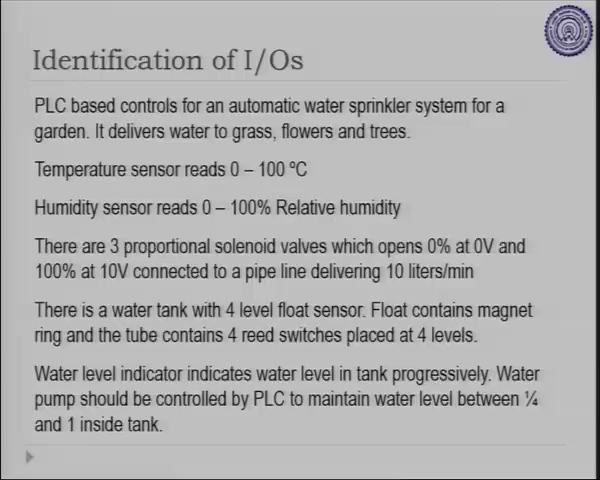 Identification of I/Os
PLC based controls for an automatic water sprinkler system for a
garden. It delivers water to grass, flowers and trees.
Temperature sensor reads 0 – 100 ºC
Humidity sensor reads 0 – 100% Relative humidity
There are 3 proportional solenoid valves which opens 0% at 0V and
100% at 10V connected to a pipe line delivering 10 liters/min
There is a water tank with 4 level float sensor. Float contains magnet
ring and the tube contains 4 reed switches placed at 4 levels.
Water level indicator indicates water level in tank progressively. Water
pump should be controlled by PLC to maintain water level between ¼
and 1 inside tank.